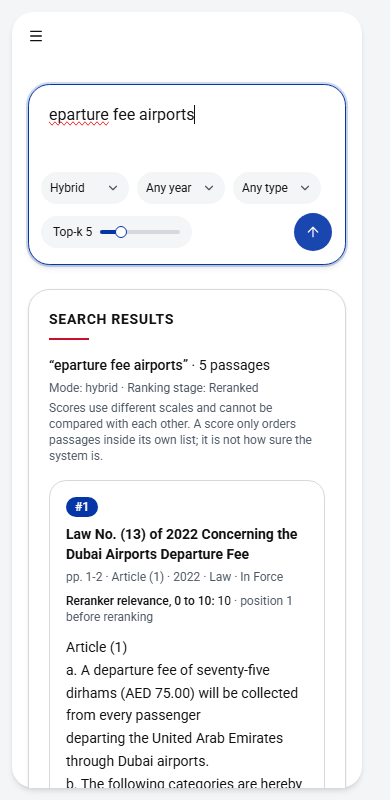 eparture fee airports
Hybrid
Any year
Any type
Top-k 5
SEARCH RESULTS
“eparture fee airports” · 5 passages
Mode: hybrid · Ranking stage: Reranked
Scores use different scales and cannot be
compared with each other. A score only orders
passages inside its own list; it is not how sure the
system is.
#1
Law No. (13) of 2022 Concerning the
Dubai Airports Departure Fee
pp. 1-2 · Article (1) · 2022 · Law · In Force
Reranker relevance, 0 to 10: 10 · position 1
before reranking
Article (1)
a. A departure fee of seventy-five
dirhams (AED 75.00) will be collected
from every passenger
departing the United Arab Emirates
through Dubai airports.
b. The following categories are hereby